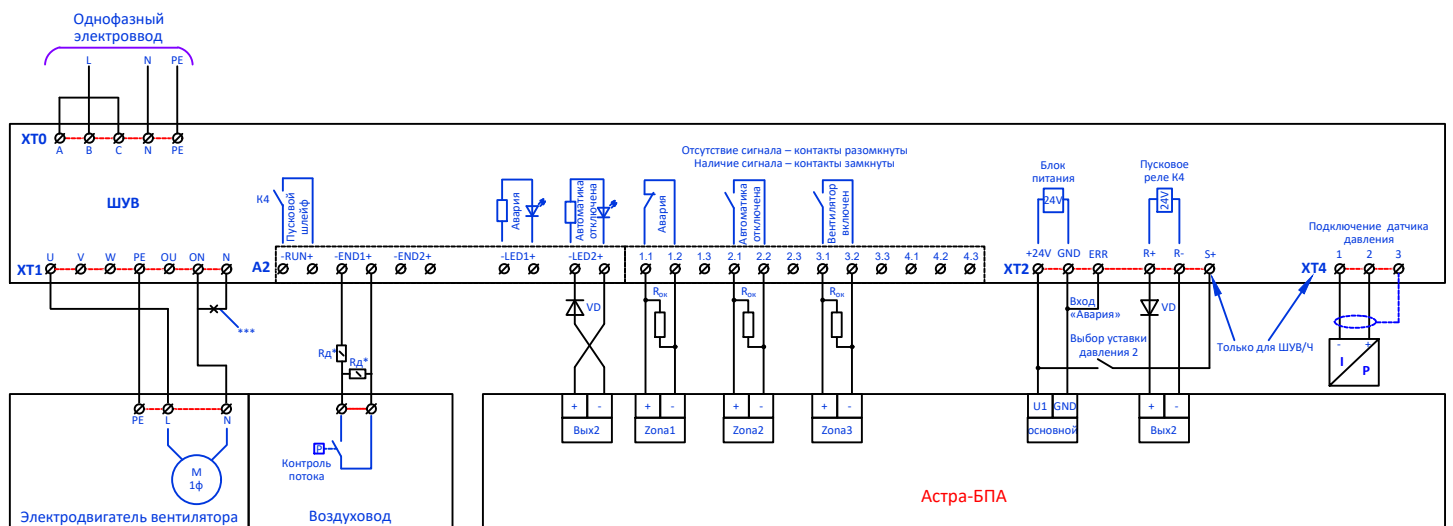 Однофазный
электроввод
L N PE
XT0
A B C N PE
Отсутствие сигнала – контакты разомкнуты
Наличие сигнала – контакты замкнуты
Блок
питания
24V
Пусковое
реле К4
24V
ШУВ
К4
Пусковой
шлейф
Авария
Автоматика
отключена
Авария
Автоматика
отключена
Вентилятор
включен
Подключение датчика
давления
XT1
U V W PE OU ON N
A2
-RUN+ -END1+ -END2+ -LED1+ -LED2+ 1.1 1.2 1.3 2.1 2.2 2.3 3.1 3.2 3.3 4.1 4.2 4.3
XT2
+24V GND ERR R+ R- S+
XT4
1 2 3
***
Rд*
Rд*
VD
Rок
Rок
Rок
Вход
«Авария»
VD
Выбор уставки
давления 2
Только для ШУВ/Ч
- +
I P
PE L N
М
1ф
Электродвигатель вентилятора
P
Контроль
потока
Воздуховод
+ -
Вых2
+ -
Zona1
+ -
Zona2
+ -
Zona3
U1 GND
основной
+ -
Вых2
Астра-БПА